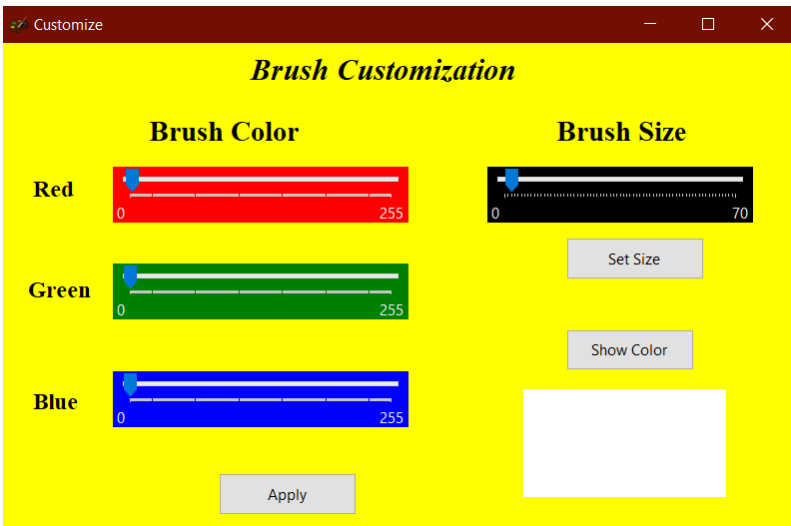 Customize
Brush Customization
Brush Color
Brush Size
Red
0 255
0 70
Set Size
Green
0 255
Show Color
Blue
0 255
Apply